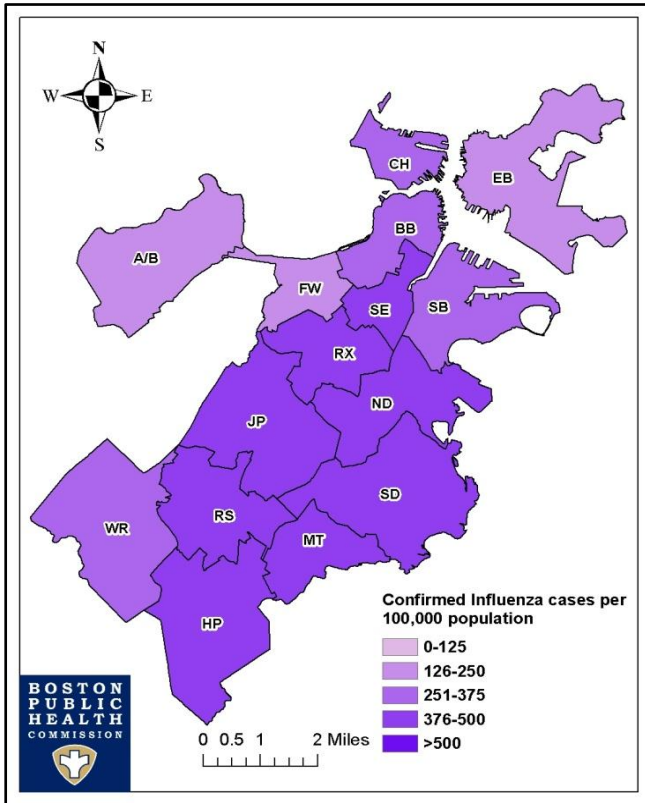 N
W E
S
CH
EB
BB
A/B
FW
SE
SB
RX
ND
JP
SD
WR
RS
MT
HP
Confirmed Influenza cases per
100,000 population
0-125
126-250
251-375
376-500
>500
BOSTON
PUBLIC
HEALTH
COMMISSION
0 0.5 1 2 Miles